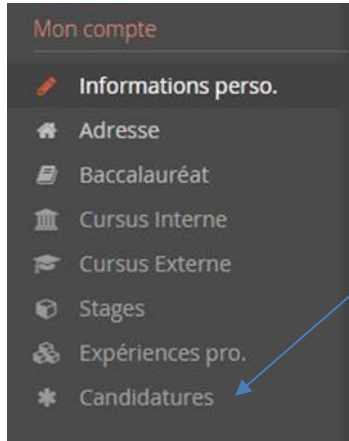 Mon compte
Informations perso.
Adresse
Baccalauréat
Cursus Interne
Cursus Externe
Stages
Expériences pro.
Candidatures